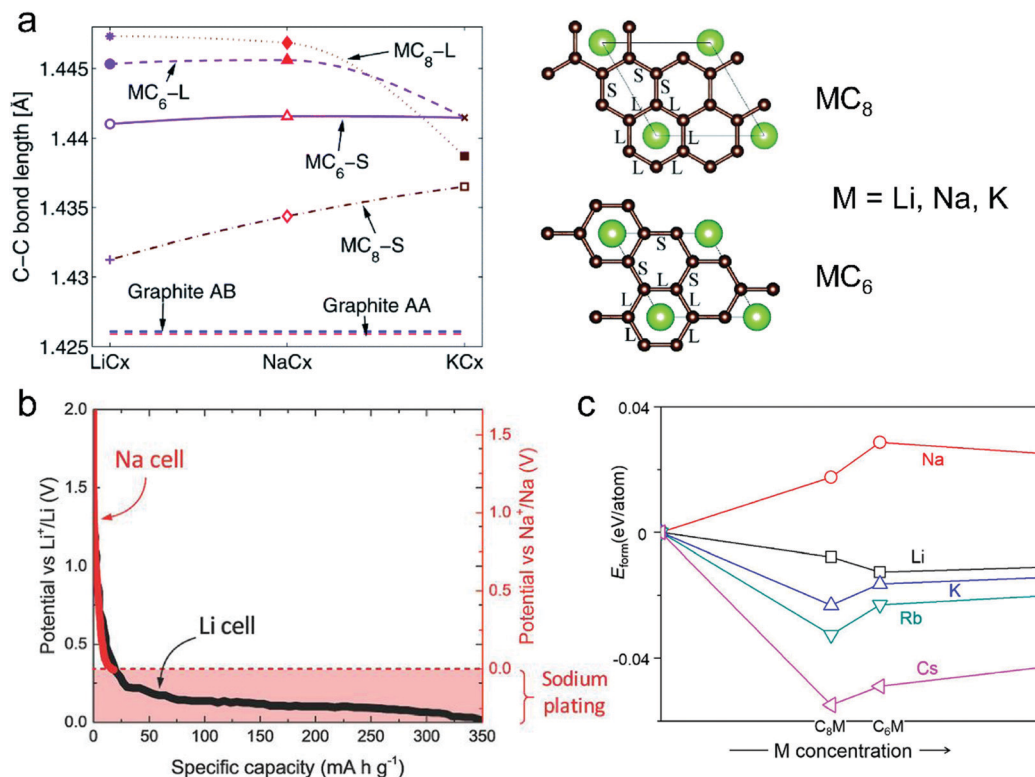 a
C–C bond length [Å]
1.445
1.44
1.435
1.43
1.425
MC8–L
MC6–L
MC6–S
MC8–S
Graphite AB
Graphite AA
LiCx
NaCx
KCx
S
S
S
L
L
L
L
L
L
MC8
M = Li, Na, K
S
S
S
L
L
L
L
L
L
MC6
b
Potential vs Li+/Li (V)
2.0
1.5
1.0
0.5
0.0
Na cell
Li cell
1.5
1.0
0.5
0.0
Potential vs Na+/Na (V)
Sodium
plating
0
50
100
150
200
250
300
350
Specific capacity (mA h g-1)
c
Eform(eV/atom)
0.04
0
-0.04
Na
Li
K
Rb
Cs
C8M
C6M
M concentration